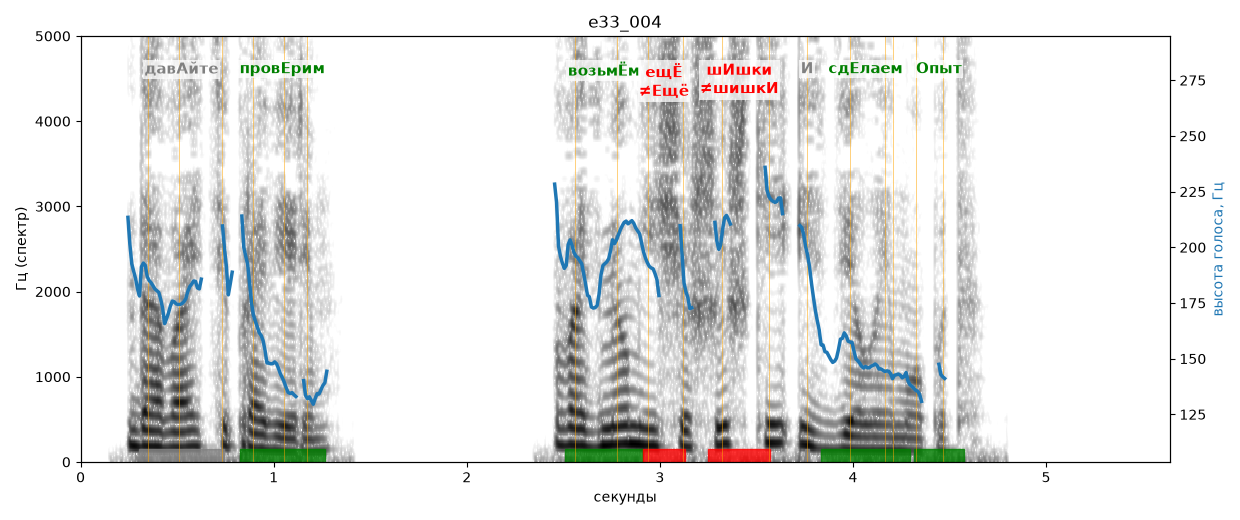 e33_004
5000
4000
3000
2000
1000
0
Гц (спектр)
давАйте провЕрим возьмЁм ещЁ шИшки И сдЕлаем Опыт
≠Ещё ≠шишкИ
275
250
225
200
175
150
125
высота голоса, Гц
0 1 2 3 4 5
секунды